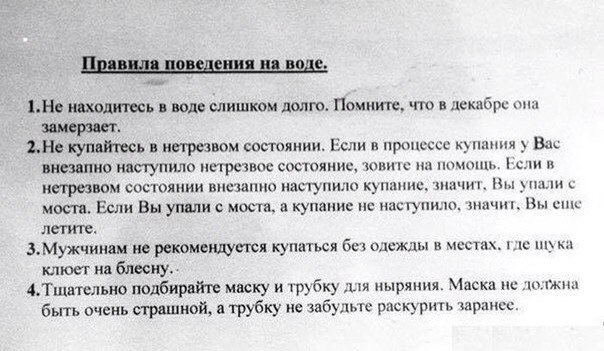 Правила поведения на воде.
1.Не находитесь в воде слишком долго. Помните, что в декабре она
замерзает.
2.Не купайтесь в нетрезвом состоянии. Если в процессе купания у Вас
внезапно наступило нетрезвое состояние, зовите на помощь. Если в
нетрезвом состоянии внезапно наступило купание, значит, Вы упали с
моста. Если Вы упали с моста, а купание не наступило, значит, Вы еще
летите.
3.Мужчинам не рекомендуется купаться без одежды в местах, где щука
клюет на блесну.
4.Тщательно подбирайте маску и трубку для ныряния. Маска не должна
быть очень страшной, а трубку не забудьте раскурить заранее.